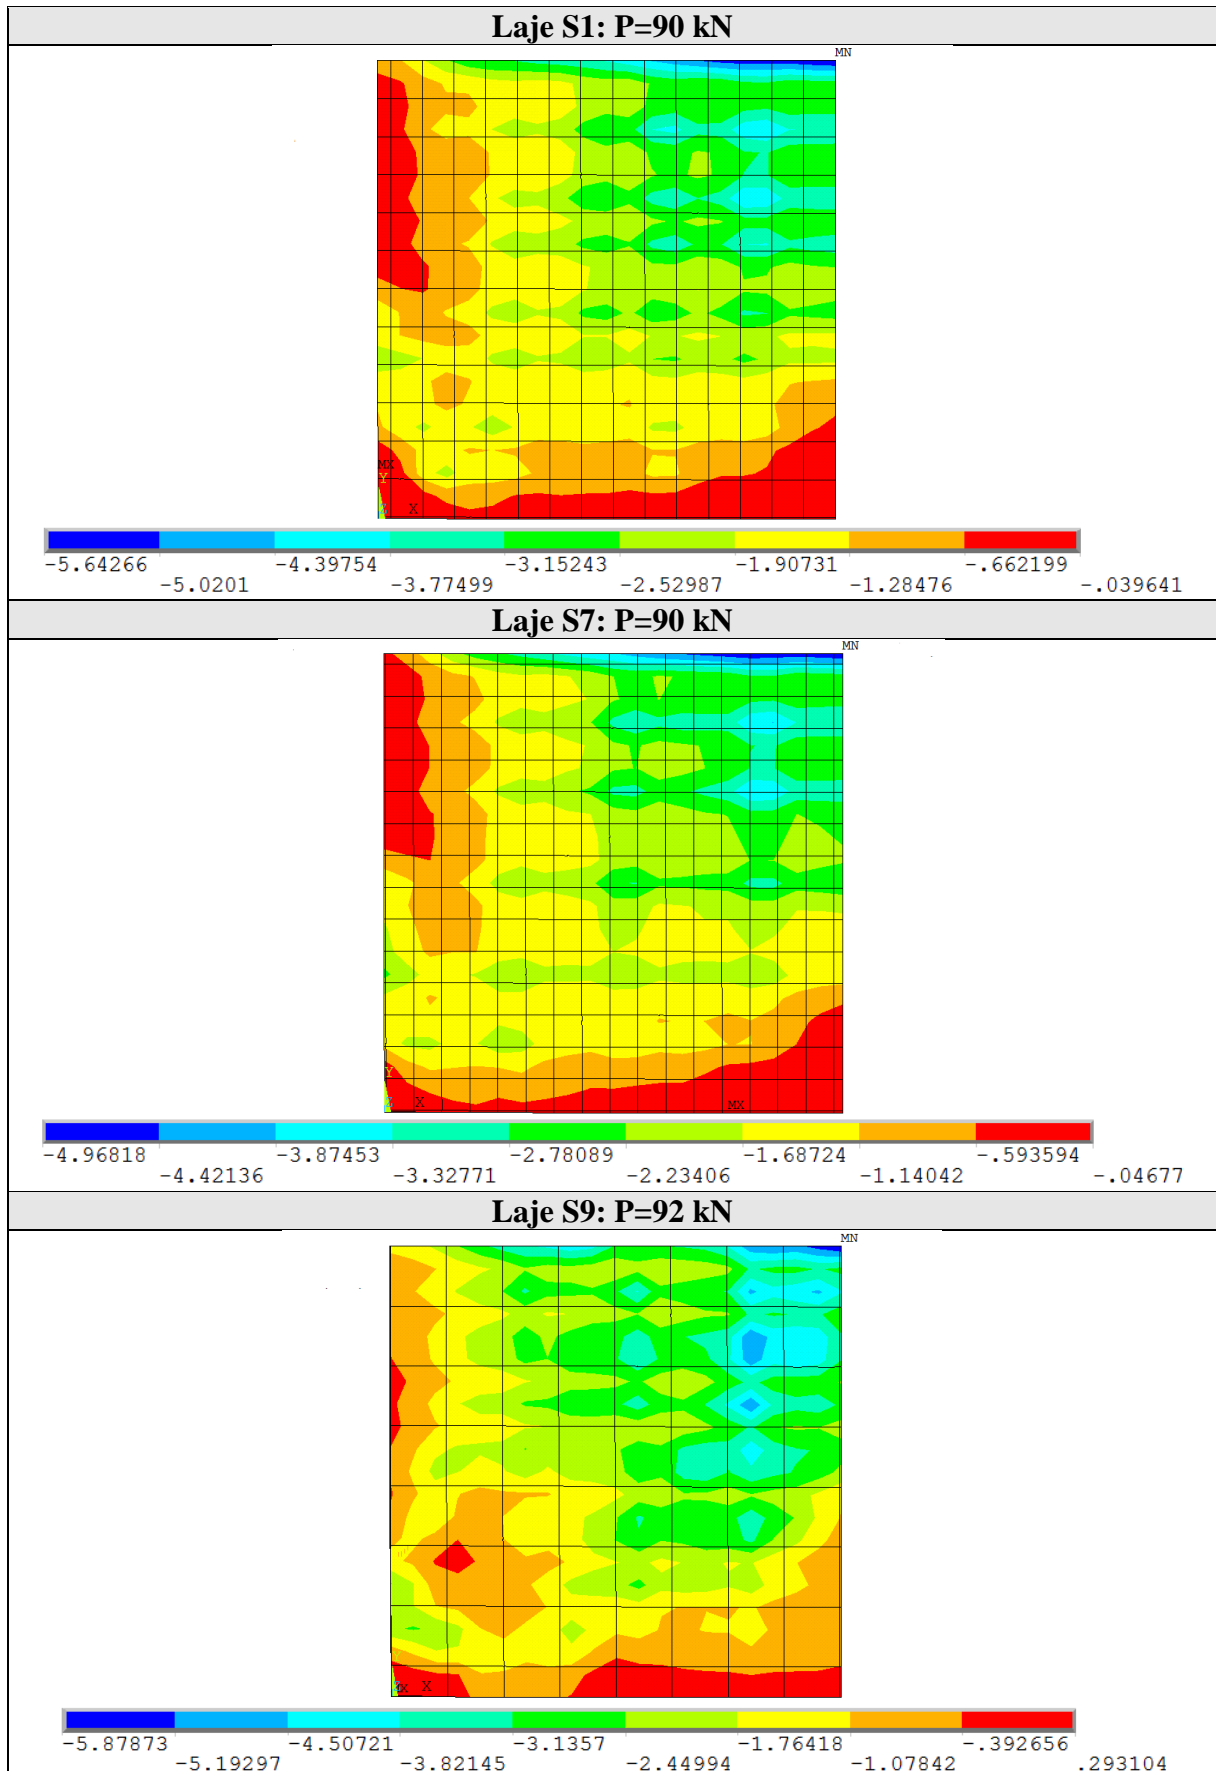 Laje S1: P=90 kN
MN
MX
Y
Z
X
-5.64266 -4.39754 -3.15243 -1.90731 -.662199
-5.0201 -3.77499 -2.52987 -1.28476 -.039641
Laje S7: P=90 kN
MN
Y
Z
X MX
-4.96818 -3.87453 -2.78089 -1.68724 -.593594
-4.42136 -3.32771 -2.23406 -1.14042 -.04677
Laje S9: P=92 kN
MN
X
-5.87873 -4.50721 -3.1357 -1.76418 -.392656
-5.19297 -3.82145 -2.44994 -1.07842 .293104